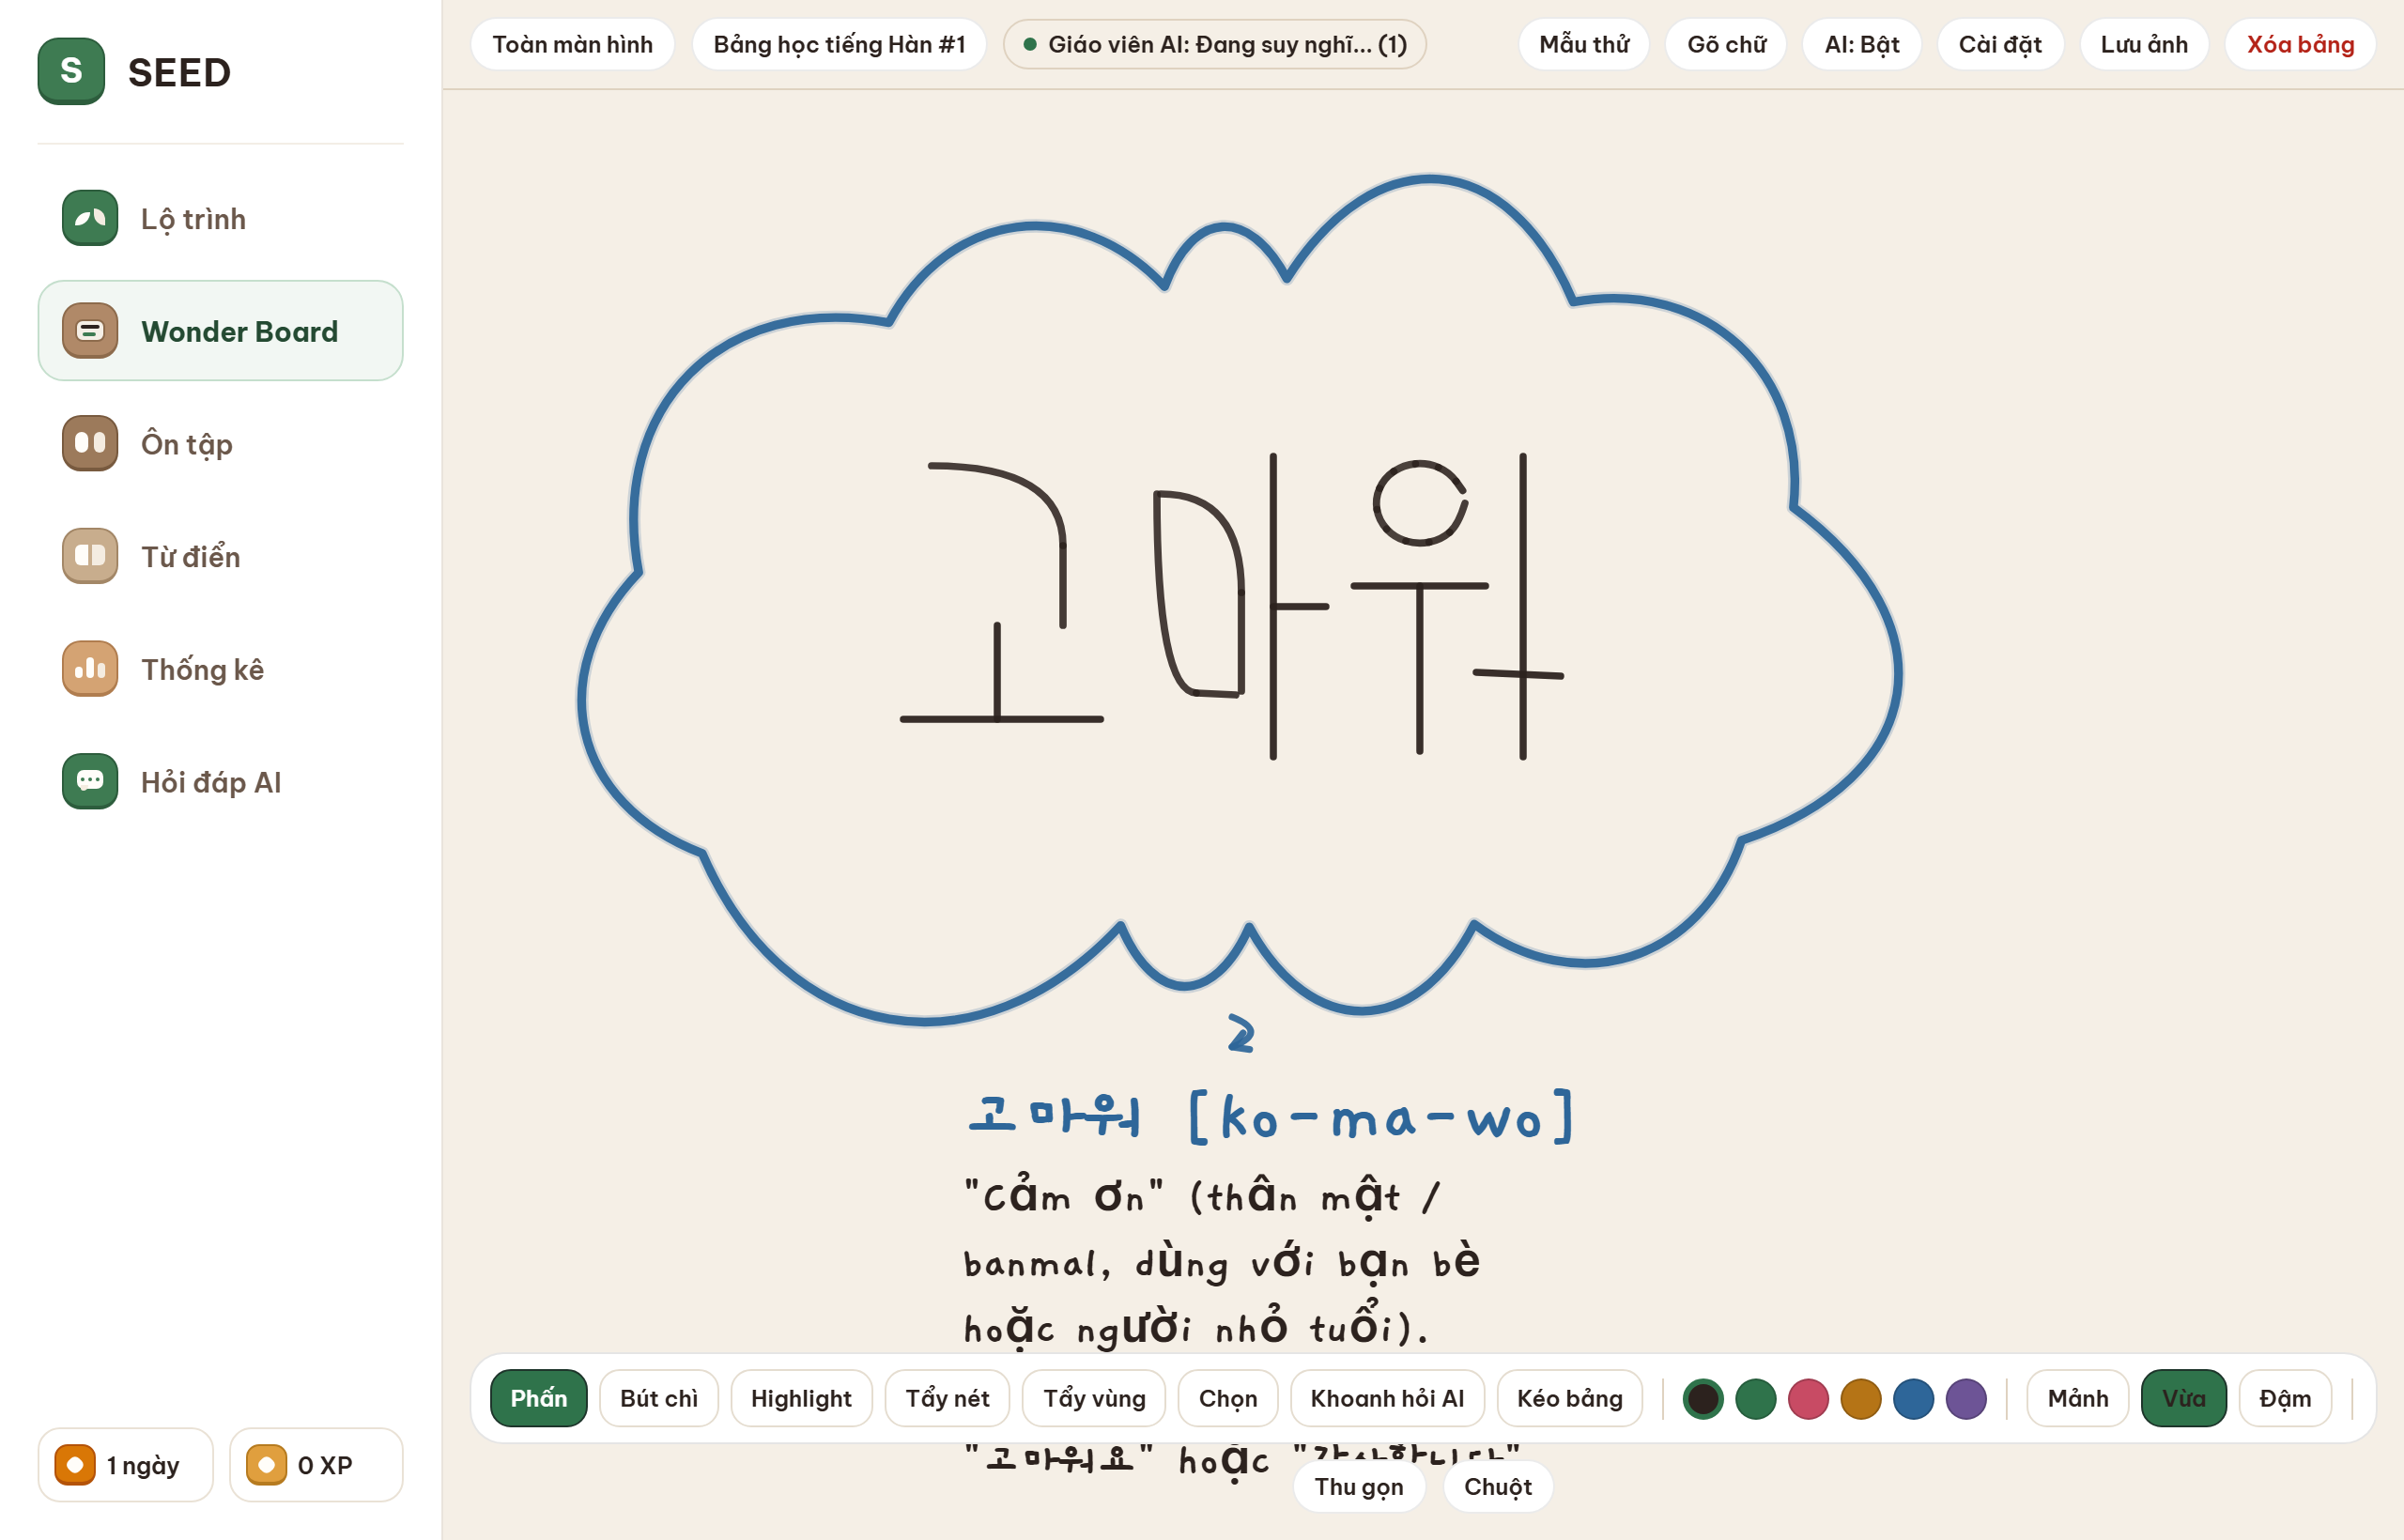 S SEED
Lộ trình
Wonder Board
Ôn tập
Từ điển
Thống kê
Hỏi đáp AI
1 ngày
0 XP
Toàn màn hình
Bảng học tiếng Hàn #1
Giáo viên AI: Đang suy nghĩ... (1)
Mẫu thử
Gõ chữ
AI: Bật
Cài đặt
Lưu ảnh
Xóa bảng
고마워
2
고마워 [ko-ma-wo]
"Cảm ơn" (thân mật /
banmal, dùng với bạn bè
hoặc người nhỏ tuổi).
Phấn
Bút chì
Highlight
Tẩy nét
Tẩy vùng
Chọn
Khoanh hỏi AI
Kéo bảng
Mảnh
Vừa
Đậm
"고마워요" hoặc
Thu gọn
Chuột